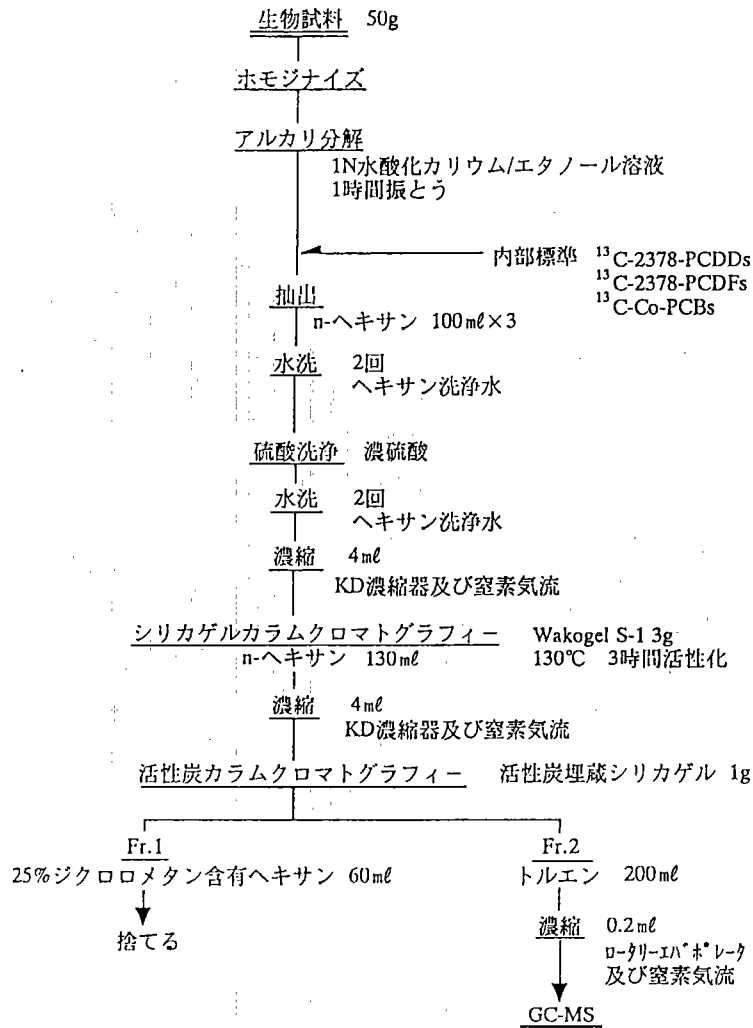 生物試料 50g
ホモジナイズ
アルカリ分解
1N水酸化カリウム/エタノール溶液
1時間振とう
内部標準 ¹³C-2378-PCDDs
¹³C-2378-PCDFs
¹³C-Co-PCBs
抽出
n-ヘキサン 100mℓ×3
水洗 2回
ヘキサン洗浄水
硫酸洗浄 濃硫酸
水洗 2回
ヘキサン洗浄水
濃縮 4mℓ
KD濃縮器及び窒素気流
シリカゲルカラムクロマトグラフィー Wakogel S-1 3g
n-ヘキサン 130mℓ 130℃ 3時間活性化
濃縮 4mℓ
KD濃縮器及び窒素気流
活性炭カラムクロマトグラフィー 活性炭埋蔵シリカゲル 1g
Fr.1 Fr.2
25%ジクロロメタン含有ヘキサン 60mℓ トルエン 200mℓ
捨てる
濃縮 0.2mℓ
ロータリーエバポレータ
及び窒素気流
GC-MS